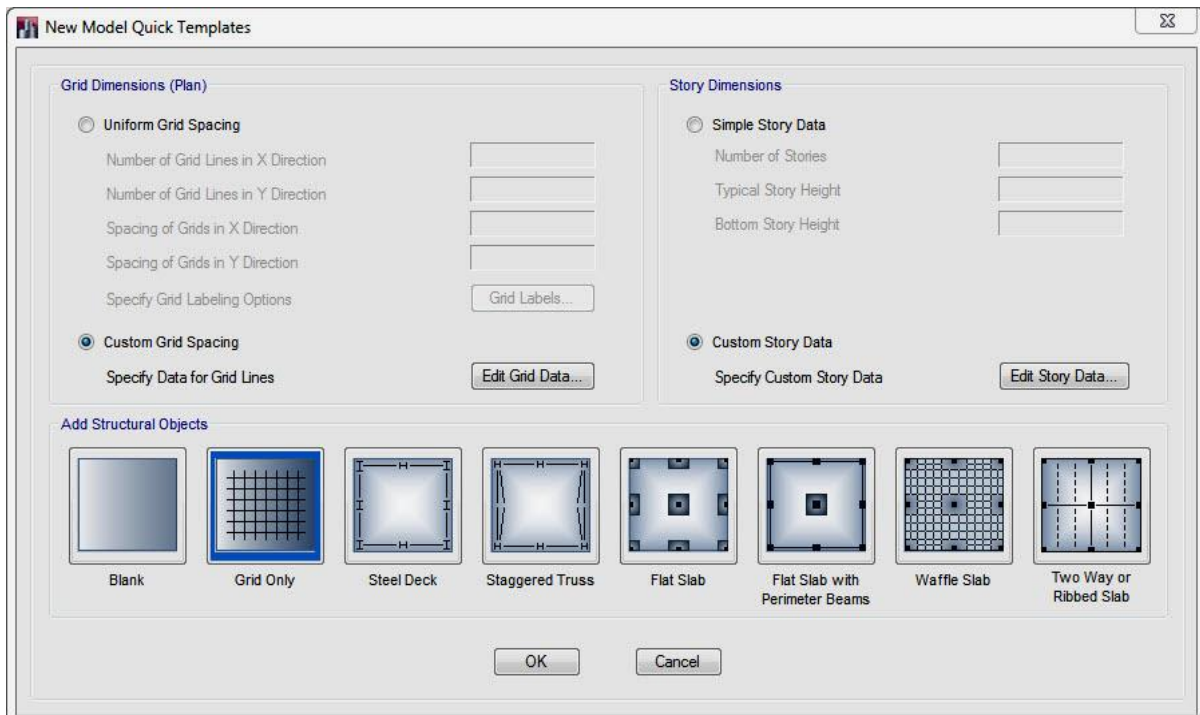 New Model Quick Templates
Grid Dimensions (Plan)
Uniform Grid Spacing
Number of Grid Lines in X Direction
Number of Grid Lines in Y Direction
Spacing of Grids in X Direction
Spacing of Grids in Y Direction
Specify Grid Labeling Options
Grid Labels...
Custom Grid Spacing
Specify Data for Grid Lines
Edit Grid Data...
Story Dimensions
Simple Story Data
Number of Stories
Typical Story Height
Bottom Story Height
Custom Story Data
Specify Custom Story Data
Edit Story Data...
Add Structural Objects
Blank
Grid Only
Steel Deck
Staggered Truss
Flat Slab
Flat Slab with
Perimeter Beams
Waffle Slab
Two Way or
Ribbed Slab
OK
Cancel